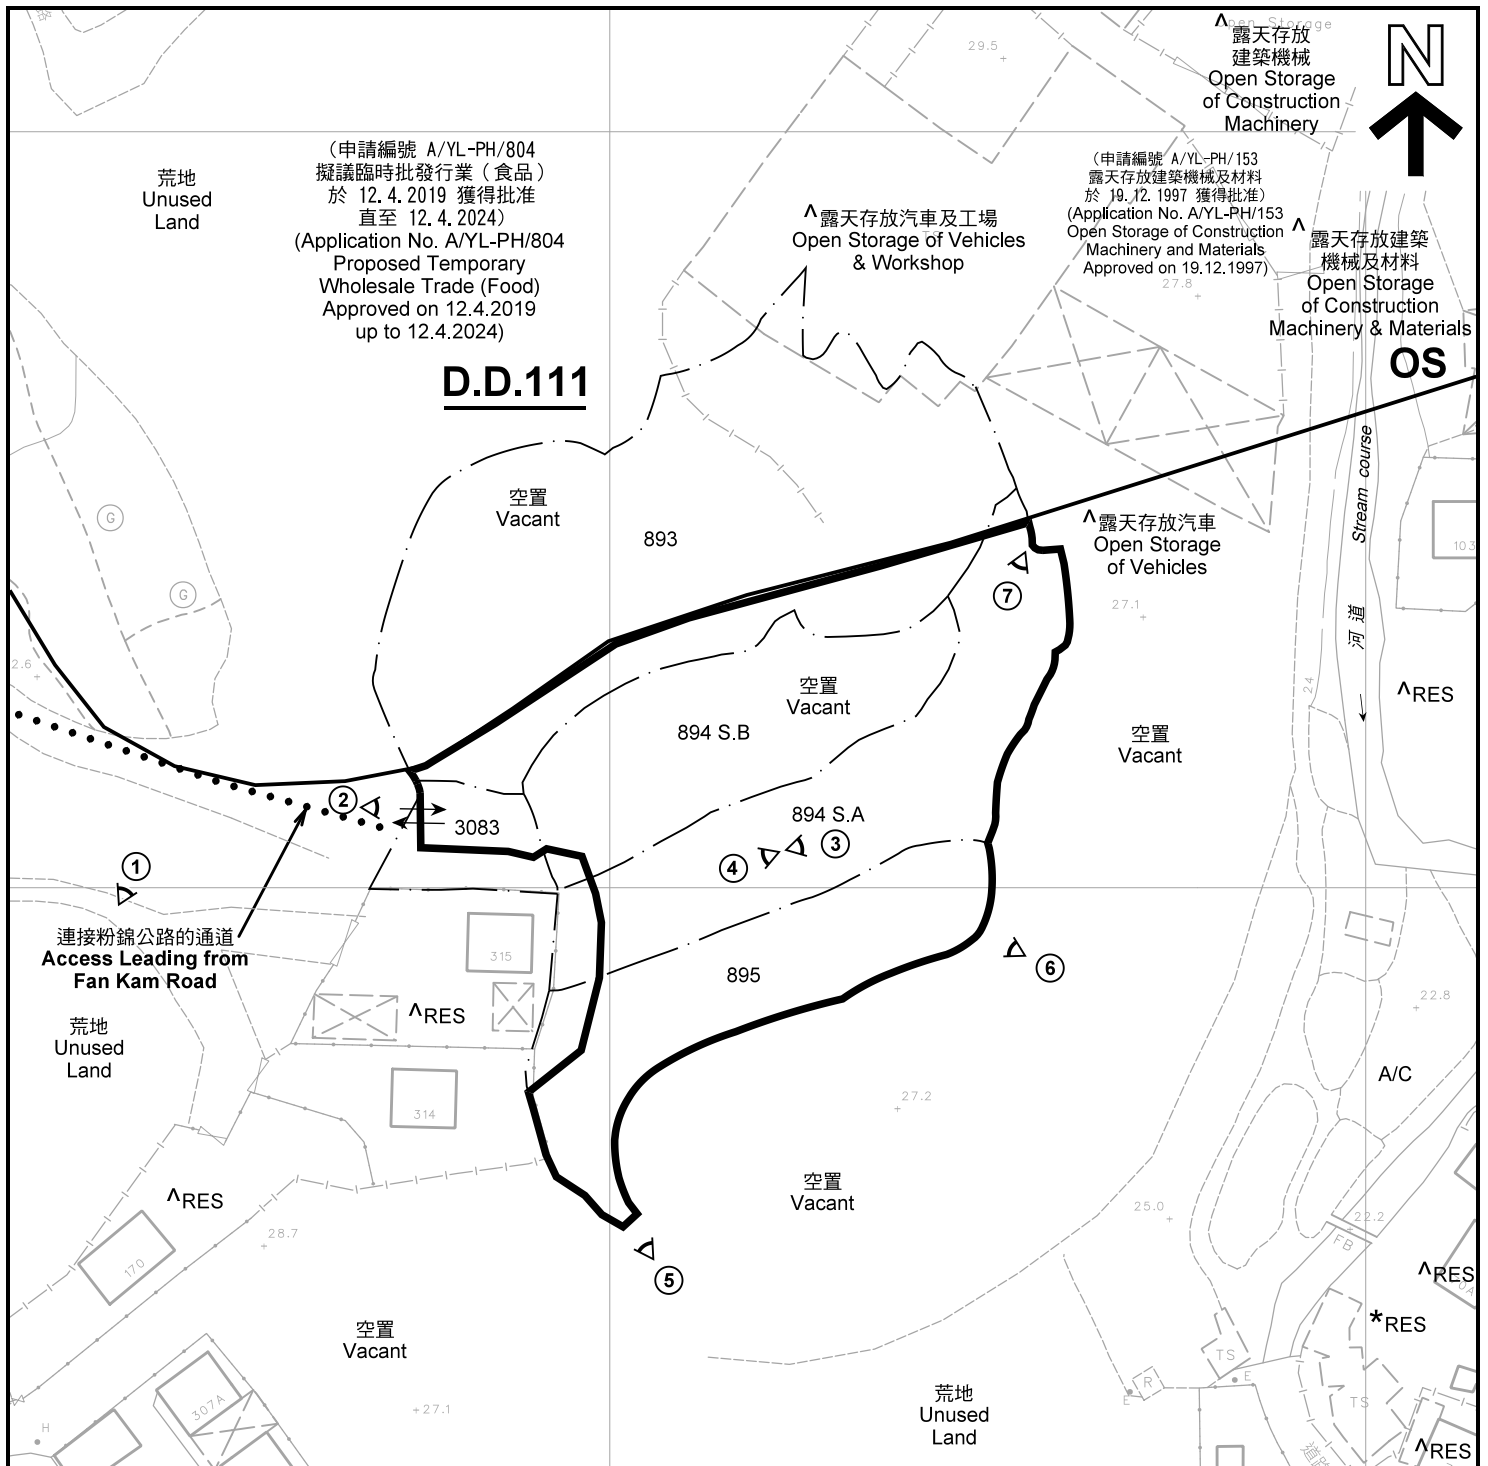 Open Storage
^露天存放
建築機械
Open Storage
of Construction
Machinery
N
29.5
(申請編號 A/YL-PH/804
擬議臨時批發行業(食品)
於 12.4.2019 獲得批准
直至 12.4.2024)
(Application No. A/YL-PH/804
Proposed Temporary
Wholesale Trade (Food)
Approved on 12.4.2019
up to 12.4.2024)
荒地
Unused
Land
(申請編號 A/YL-PH/153
露天存放建築機械及材料
於 19.12.1997 獲得批准)
(Application No. A/YL-PH/153
Open Storage of Construction
Machinery and Materials
Approved on 19.12.1997)
27.8
^露天存放汽車及工場
TS
Open Storage of Vehicles
& Workshop
^露天存放建築
機械及材料
Open Storage
of Construction
Machinery & Materials
OS
D.D.111
空置
Vacant
893
G
G
2.6
^露天存放汽車
Open Storage
of Vehicles
27.1
河道 Stream course
103
24
^RES
7
空置
Vacant
894 S.B
空置
Vacant
2
3083
894 S.A
3
4
1
連接粉錦公路的通道
Access Leading from
Fan Kam Road
315
^RES
895
6
荒地
Unused
Land
314
22.8
A/C
27.2
空置
Vacant
^RES
28.7
170
5
25.0
22.2
FB
^RES
0A
*RES
空置
Vacant
307A
27.1
H
荒地
Unused
Land
TS
E
R
E
TS
^RES